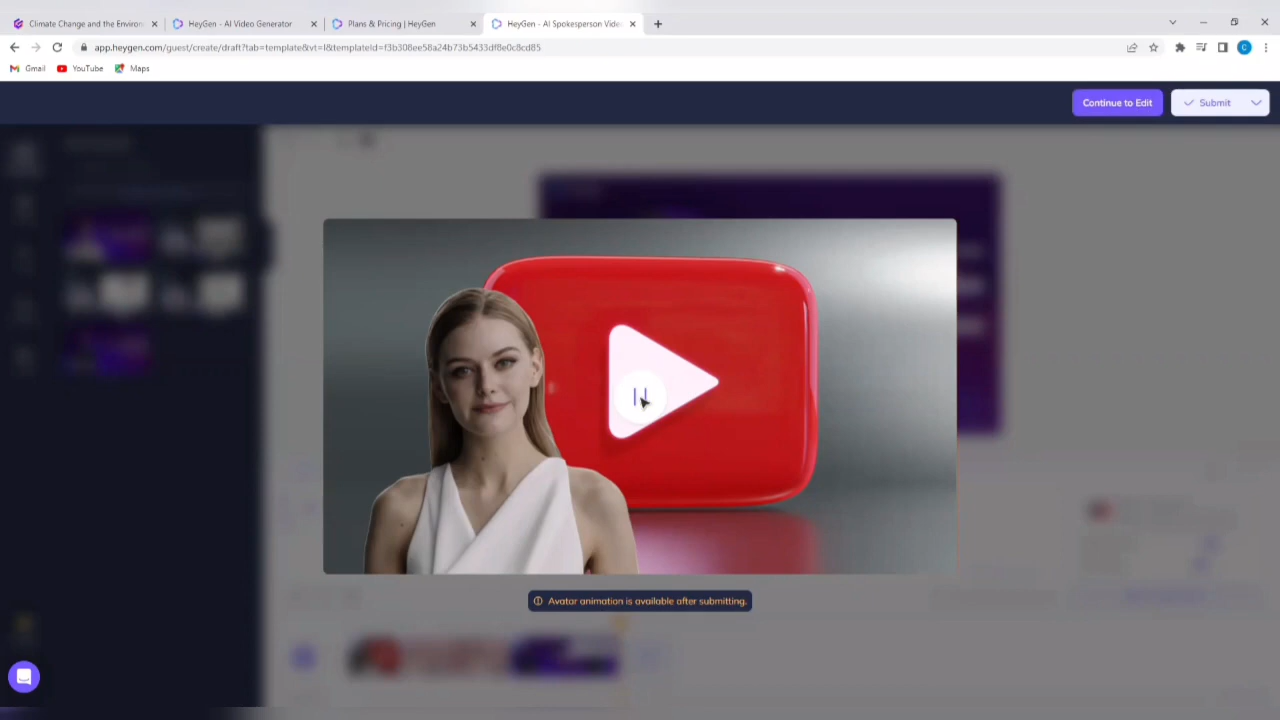 Climate Change and the Environ
HeyGen - AI Video Generator
Plans & Pricing | HeyGen
HeyGen - AI Spokesperson Vide
app.heygen.com/guest/create/draft?tab=template&vt=l&templateId=f3b308ee58a24b73b5433df8e0c8cd85
C
Gmail
YouTube
Maps
Continue to Edit
Submit
Avatar animation is available after submitting.